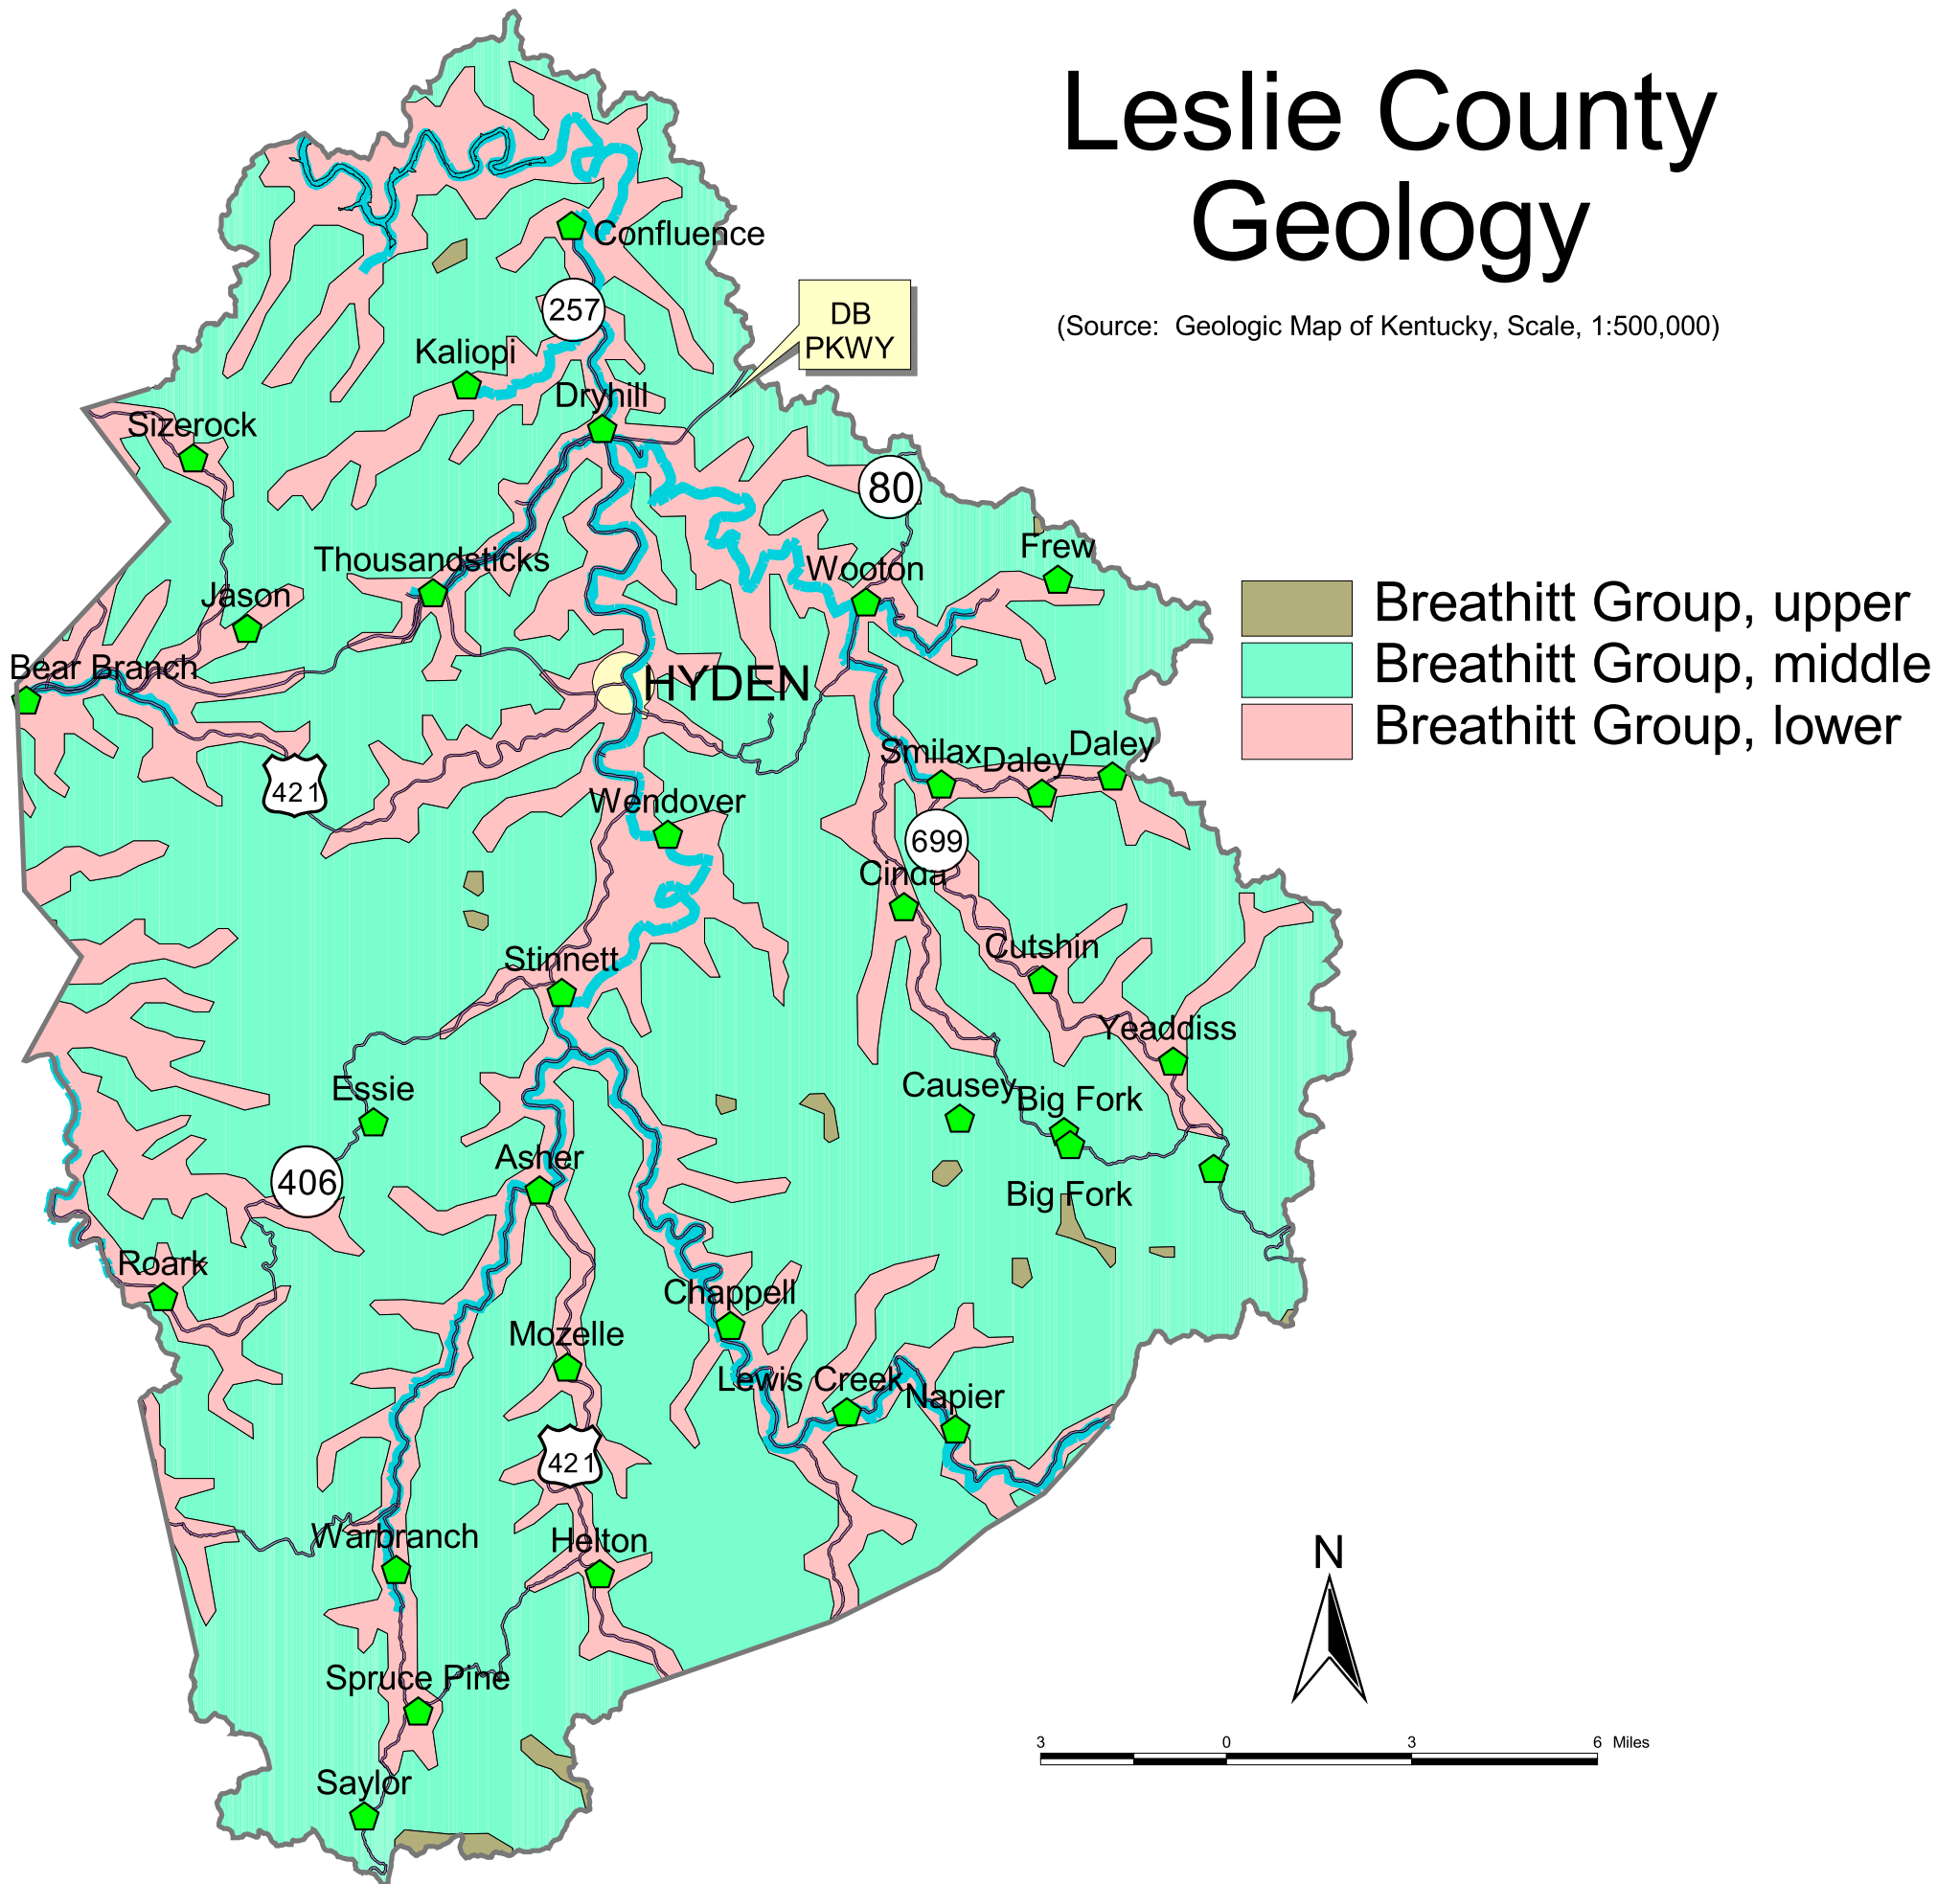 Leslie County
Geology
(Source: Geologic Map of Kentucky, Scale, 1:500,000)
Confluence
257
DB
PKWY
Kaliopi
Dryhill
Sizerock
80
Frew
Thousandsticks
Wooton
Jason
Breathitt Group, upper
Breathitt Group, middle
Breathitt Group, lower
Bear Branch
HYDEN
421
Smilax
Daley
Daley
Wendover
699
Cinda
Cutshin
Stinnett
Yeaddiss
Essie
Causey
Big Fork
Asher
406
Big Fork
Roark
Chappell
Mozelle
Lewis Creek
Napier
421
Warbranch
Helton
N
Spruce Pine
3 0 3 6 Miles
Saylor